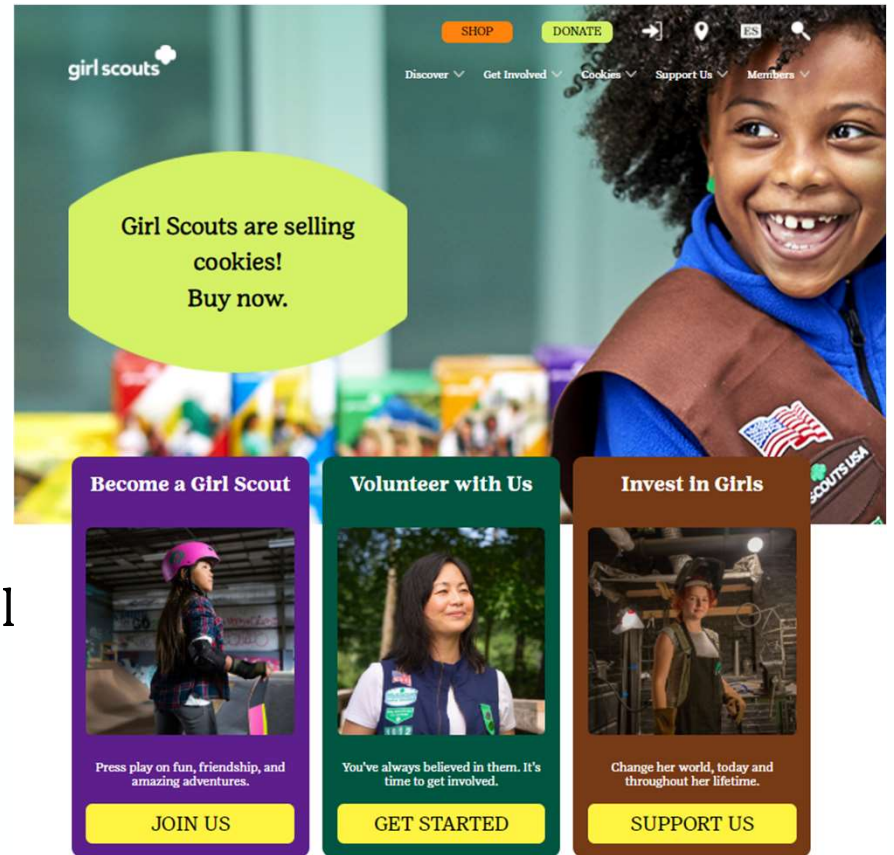 SHOP
DONATE
ES
girl scouts
Discover
Get Involved
Cookies
Support Us
Members
Girl Scouts are selling
cookies!
Buy now.
SCOUTS USA
Become a Girl Scout
Volunteer with Us
Invest in Girls
l
Press play on fun, friendship, and
amazing adventures.
You've always believed in them. It's
time to get involved.
Change her world, today and
throughout her lifetime.
JOIN US
GET STARTED
SUPPORT US